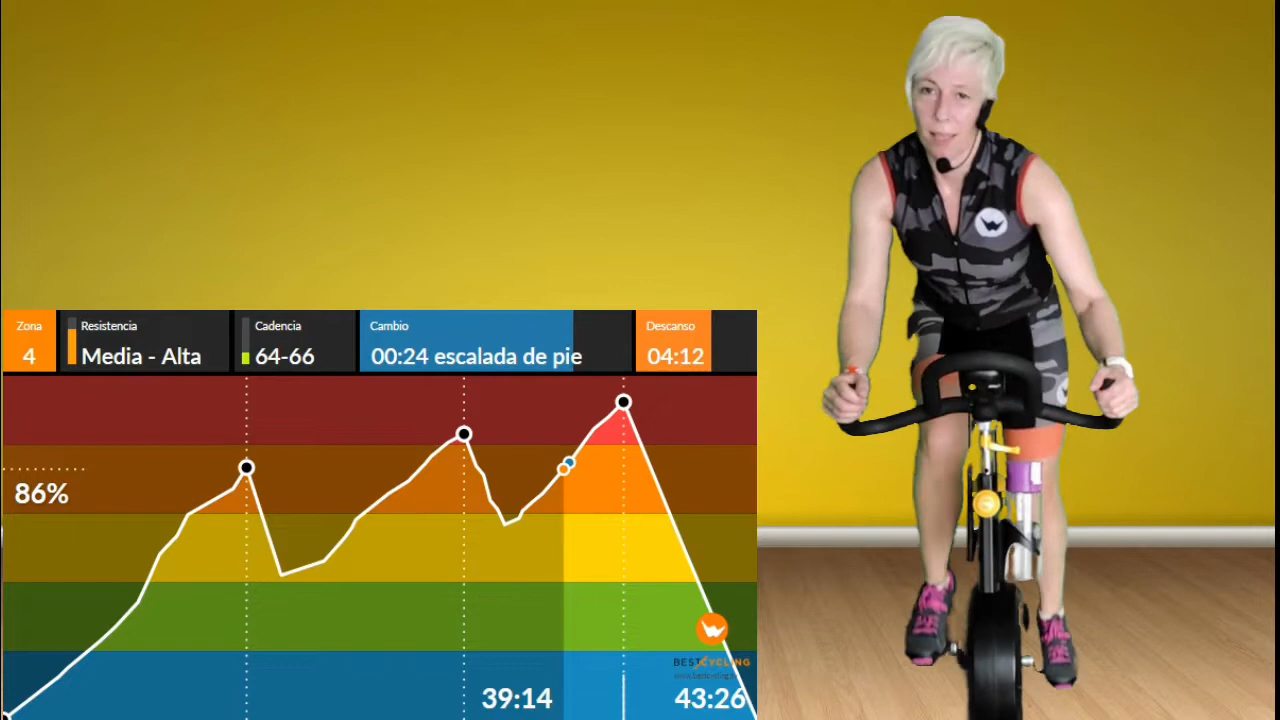 Zona
4
Resistencia
Media - Alta
Cadencia
64-66
Cambio
00:24 escalada de pie
Descanso
04:12
86%
BESTCYCLING
39:14
43:26